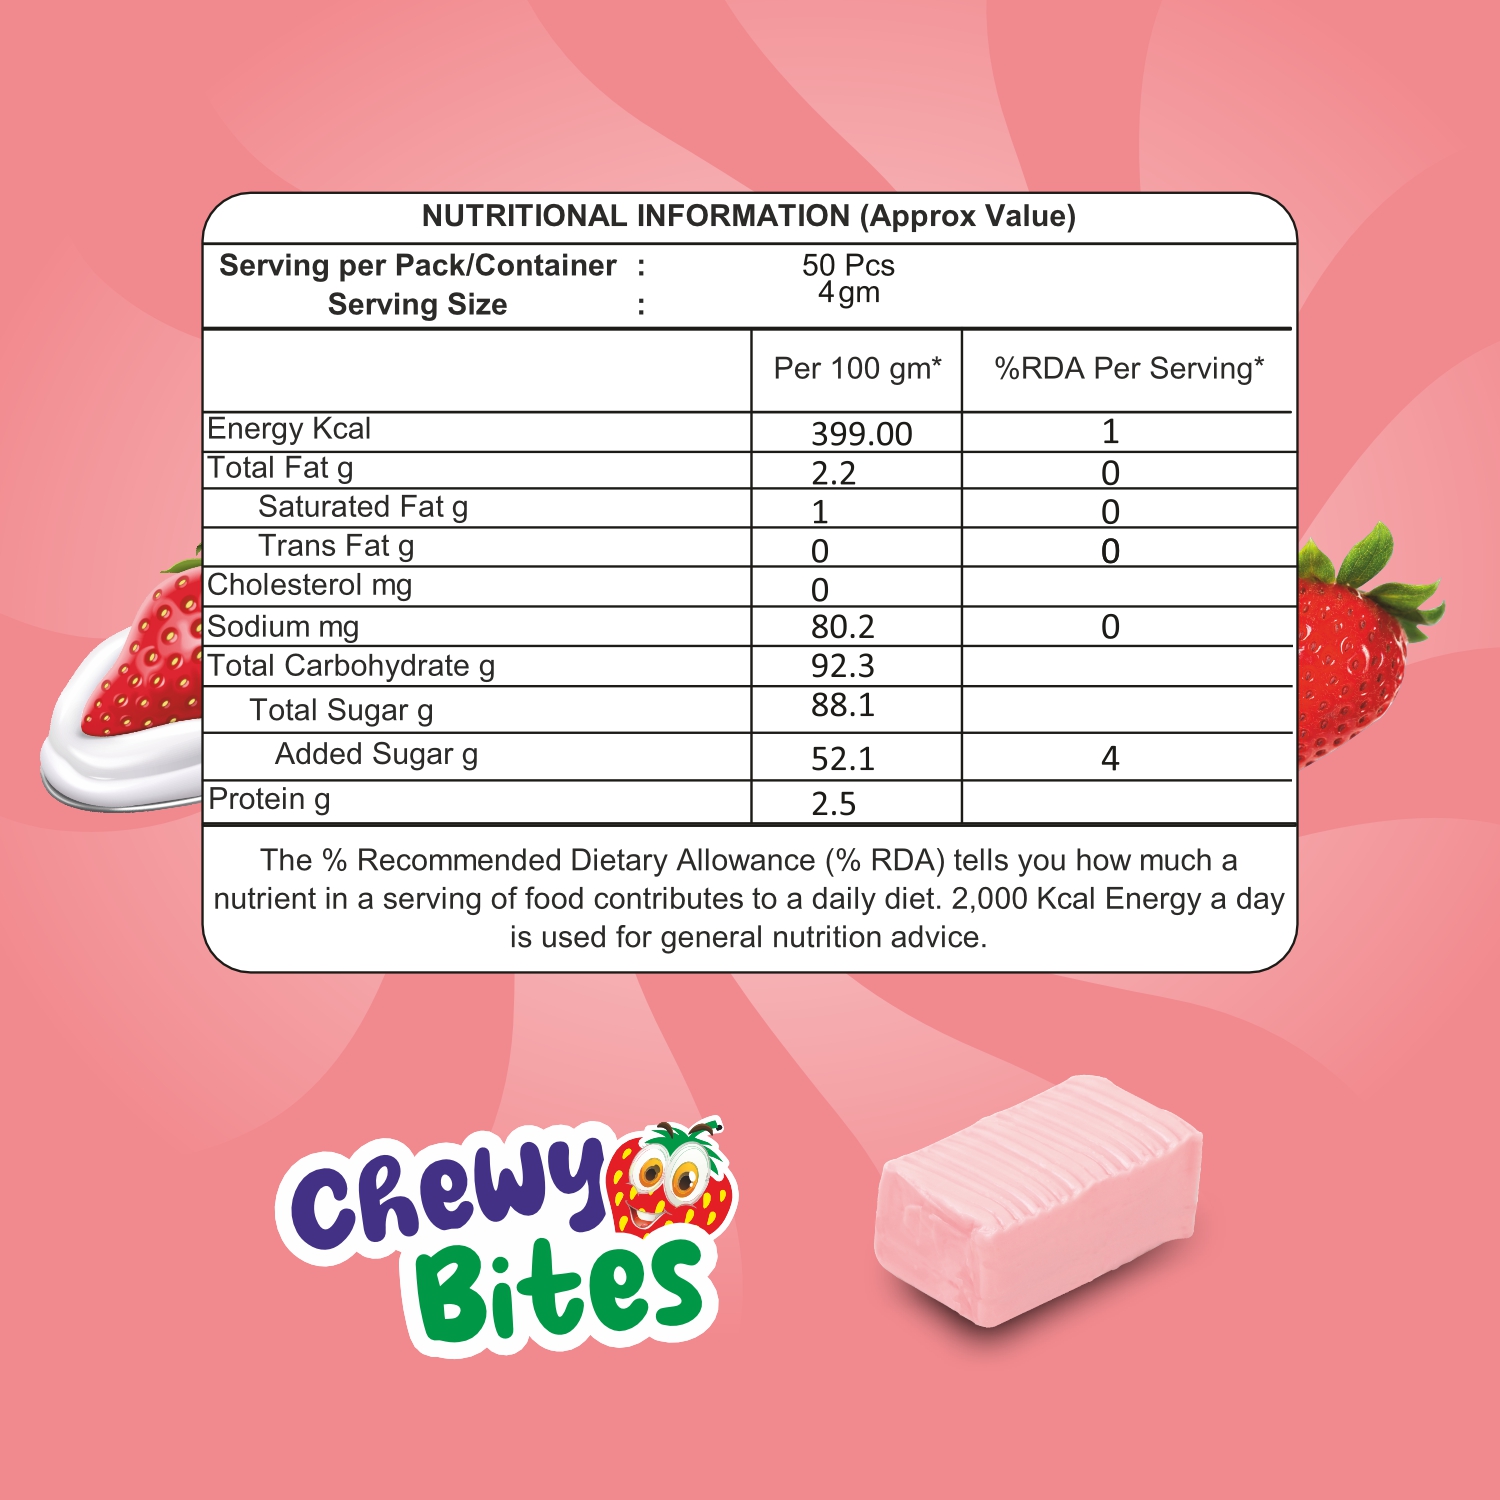 NUTRITIONAL INFORMATION (Approx Value)
Serving per Pack/Container : 50 Pcs
Serving Size : 4 gm
Per 100 gm* %RDA Per Serving*
Energy Kcal 399.00 1
Total Fat g 2.2 0
Saturated Fat g 1 0
Trans Fat g 0 0
Cholesterol mg 0
Sodium mg 80.2 0
Total Carbohydrate g 92.3
Total Sugar g 88.1
Added Sugar g 52.1 4
Protein g 2.5
The % Recommended Dietary Allowance (% RDA) tells you how much a
nutrient in a serving of food contributes to a daily diet. 2,000 Kcal Energy a day
is used for general nutrition advice.
Chewy
Bites